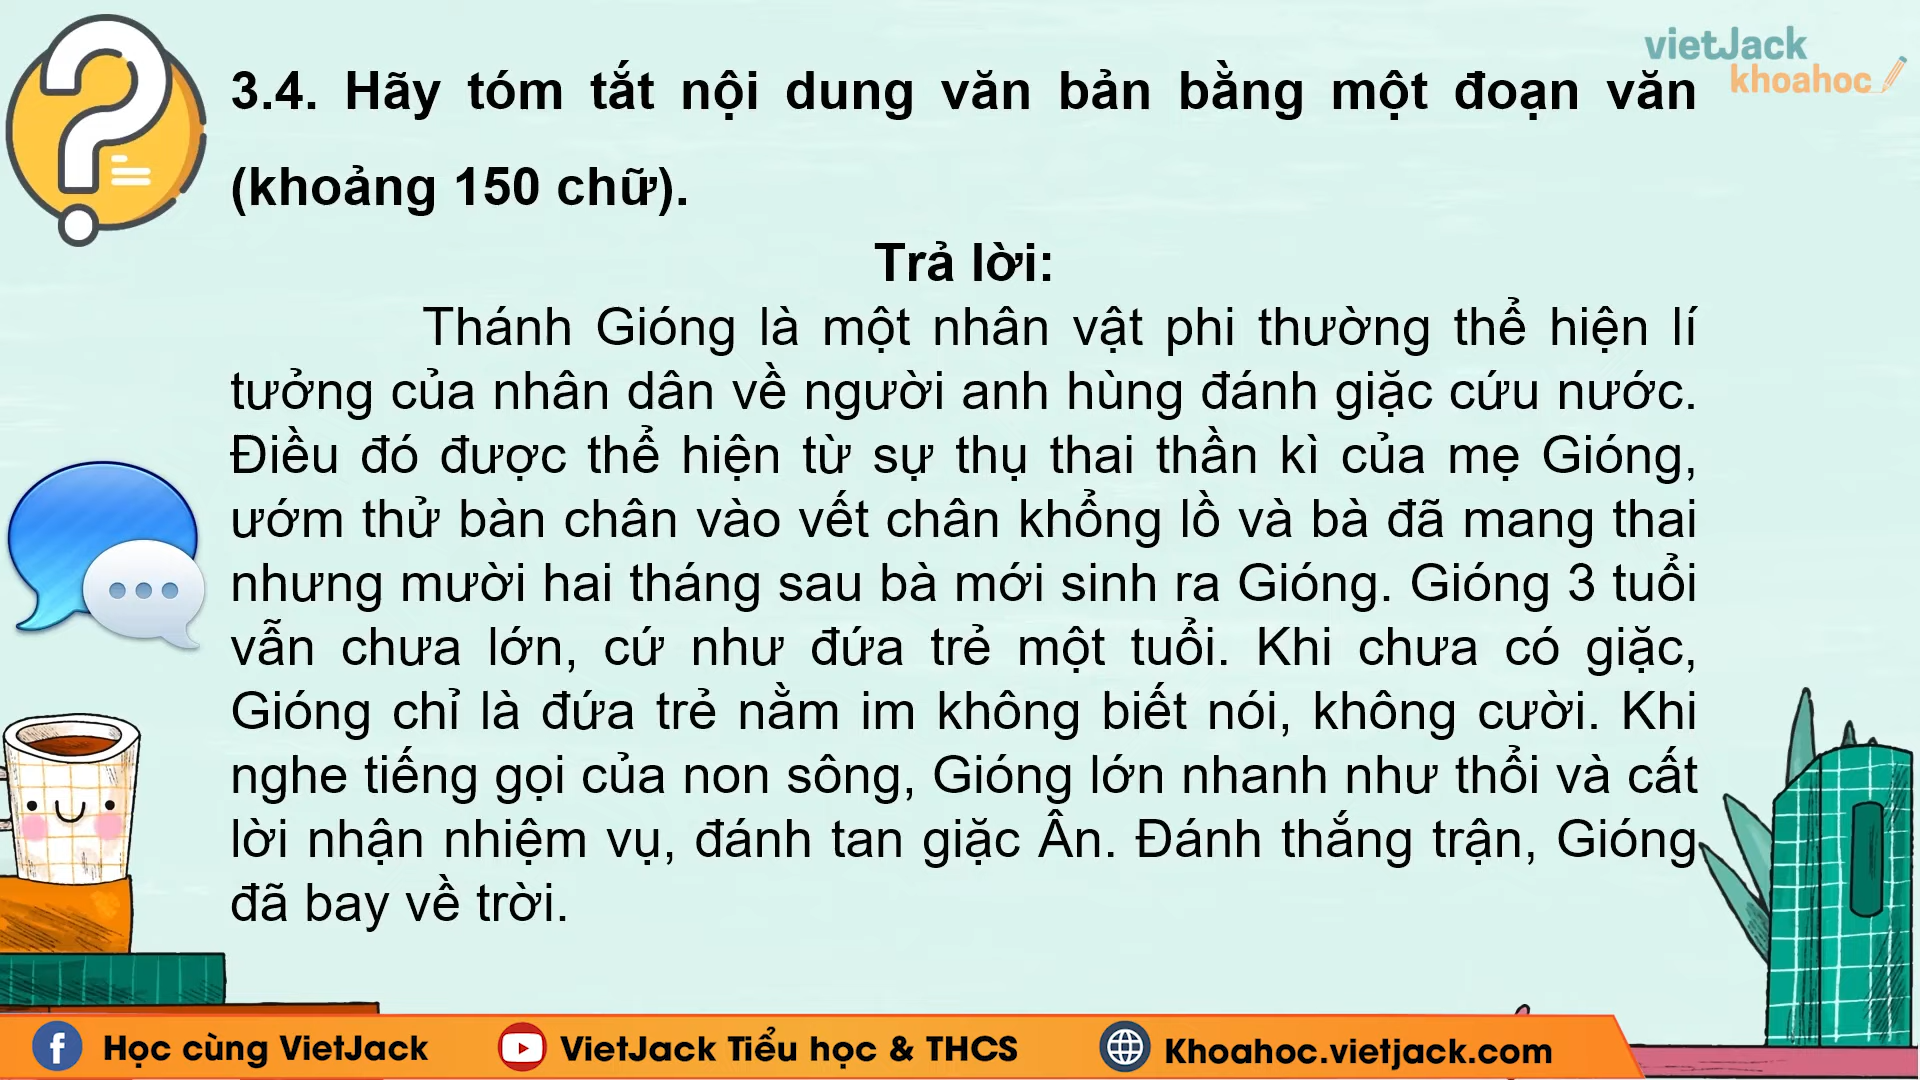 vietJack
khoahoc
3.4. Hãy tóm tắt nội dung văn bản bằng một đoạn văn
(khoảng 150 chữ).
Trả lời:
Thánh Gióng là một nhân vật phi thường thể hiện lí
tưởng của nhân dân về người anh hùng đánh giặc cứu nước.
Điều đó được thể hiện từ sự thụ thai thần kì của mẹ Gióng,
ướm thử bàn chân vào vết chân khổng lồ và bà đã mang thai
nhưng mười hai tháng sau bà mới sinh ra Gióng. Gióng 3 tuổi
vẫn chưa lớn, cứ như đứa trẻ một tuổi. Khi chưa có giặc,
Gióng chỉ là đứa trẻ nằm im không biết nói, không cười. Khi
nghe tiếng gọi của non sông, Gióng lớn nhanh như thổi và cất
lời nhận nhiệm vụ, đánh tan giặc Ân. Đánh thắng trận, Gióng
đã bay về trời.
Học cùng VietJack
VietJack Tiểu học & THCS
Khoahoc.vietjack.com